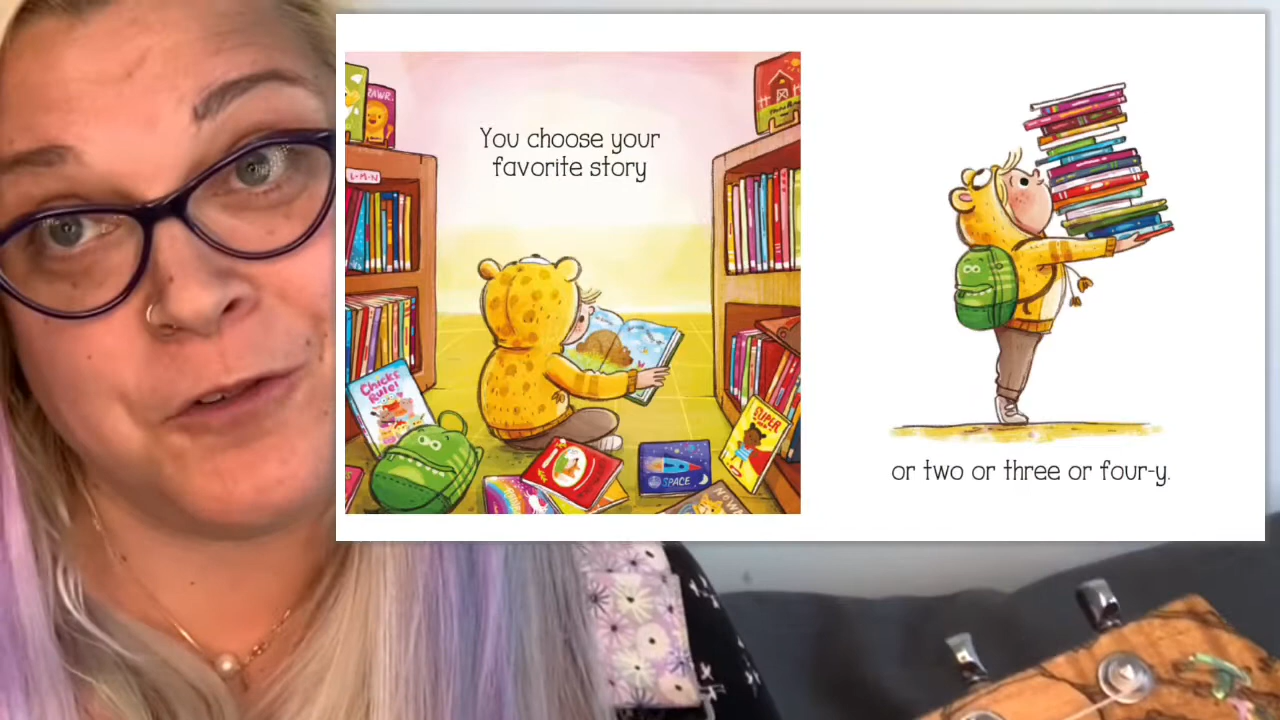 RAWR!
L-M-N
You choose your
favorite story
Chicks
Rule!
SPACE
SUPER
or two or three or four-y.